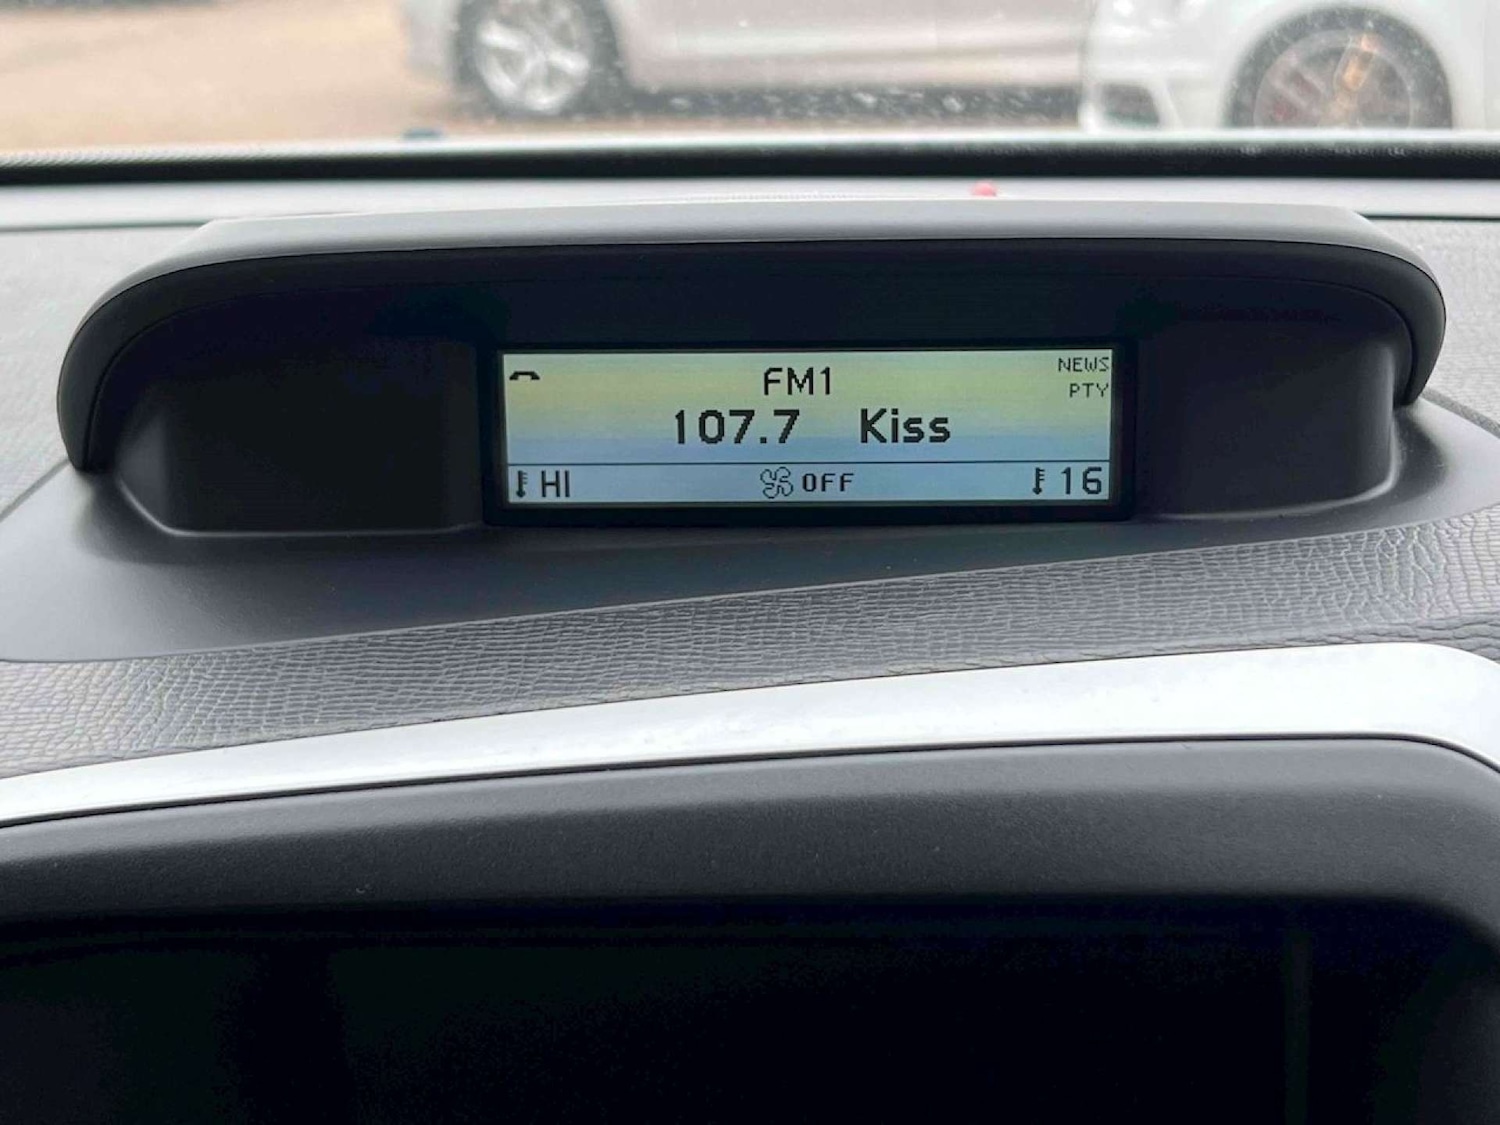 FM1 NEWS
PTY
107.7 Kiss
HI OFF 16